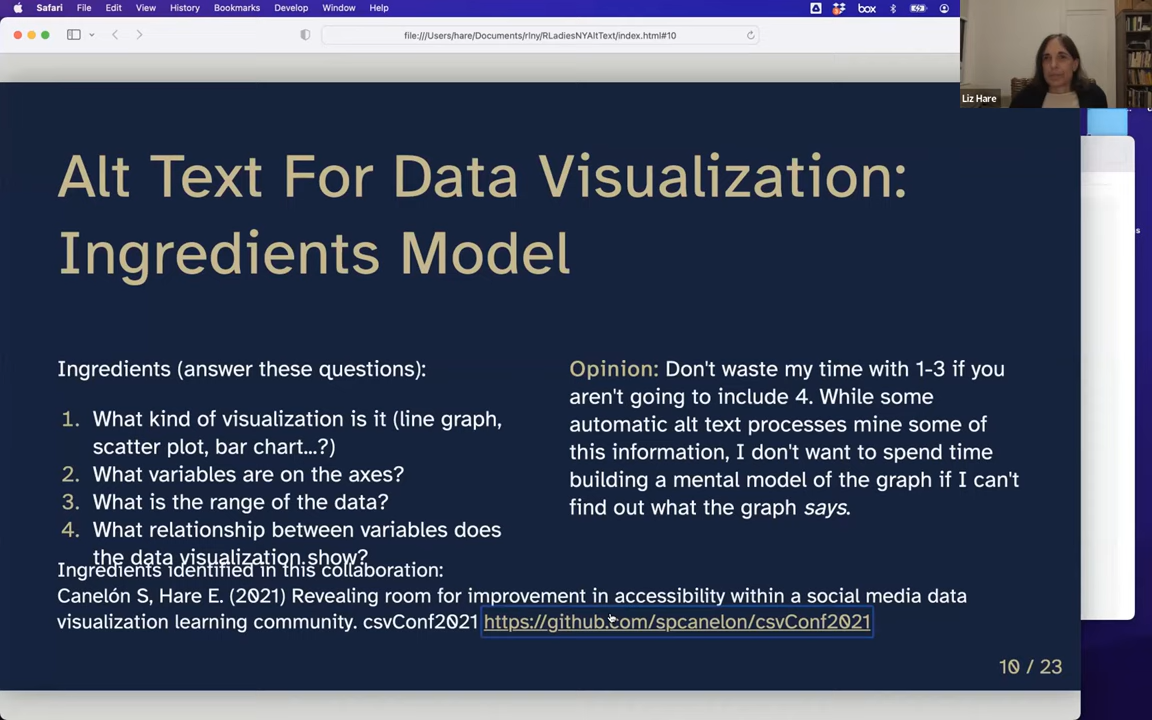 Safari File Edit View History Bookmarks Develop Window Help
box
file:///Users/hare/Documents/rlny/RLadiesNYAltText/index.html#10
Liz Hare
Alt Text For Data Visualization:
Ingredients Model
Ingredients (answer these questions):
1. What kind of visualization is it (line graph,
scatter plot, bar chart…?)
2. What variables are on the axes?
3. What is the range of the data?
4. What relationship between variables does
the data visualization show?
Opinion: Don't waste my time with 1-3 if you
aren't going to include 4. While some
automatic alt text processes mine some of
this information, I don't want to spend time
building a mental model of the graph if I can't
find out what the graph says.
Ingredients identified in this collaboration:
Canelón S, Hare E. (2021) Revealing room for improvement in accessibility within a social media data
visualization learning community. csvConf2021 https://github.com/spcanelon/csvConf2021
10 / 23